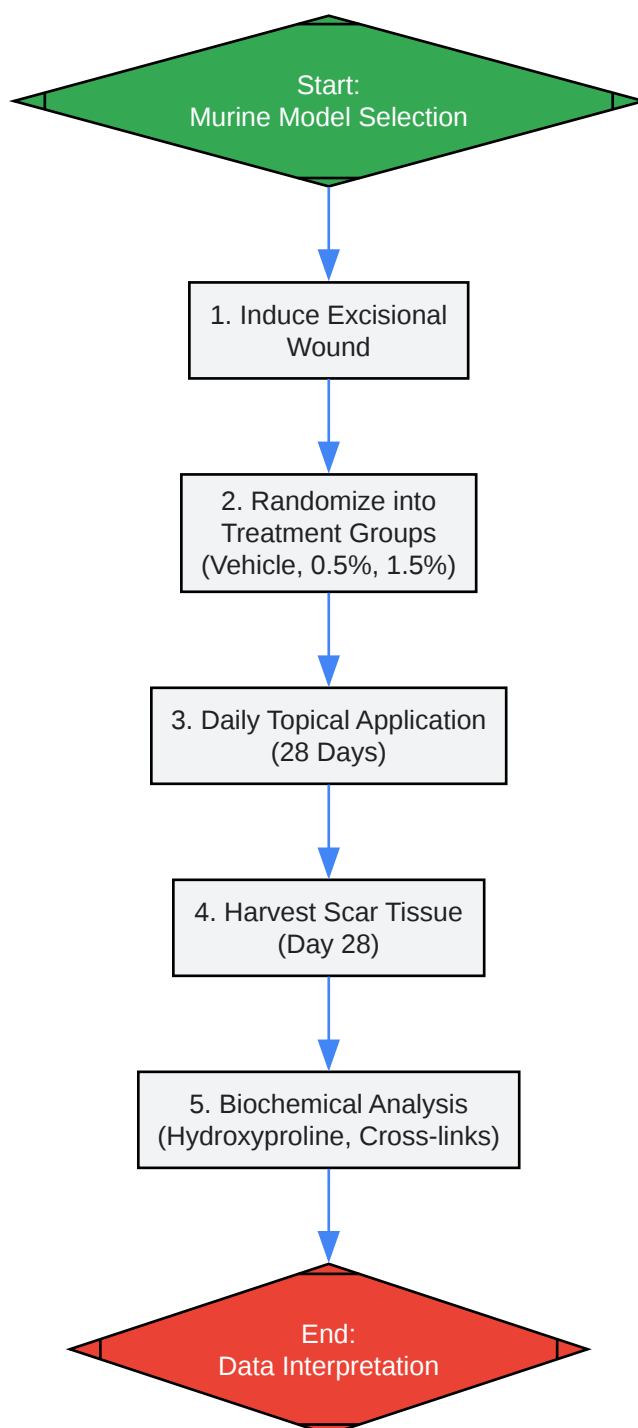 Start:
Murine Model Selection
1. Induce Excisional
Wound
2. Randomize into
Treatment Groups
(Vehicle, 0.5%, 1.5%)
3. Daily Topical Application
(28 Days)
4. Harvest Scar Tissue
(Day 28)
5. Biochemical Analysis
(Hydroxyproline, Cross-links)
End:
Data Interpretation